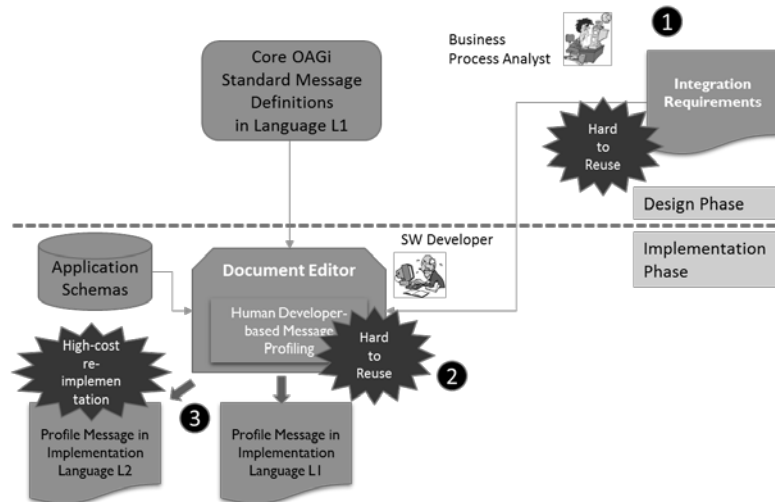 1
Business
Process Analyst
Core OAGi
Standard Message
Definitions
in Language L1
Integration
Requirements
Hard
to
Reuse
Design Phase
SW Developer
Implementation
Phase
Application
Schemas
Document Editor
Human Developer-
based Message
Profiling
Hard
to
Reuse
2
High-cost
re-
implemen
tation
3
Profile Message in
Implementation
Language L2
Profile Message in
Implementation
Language L1